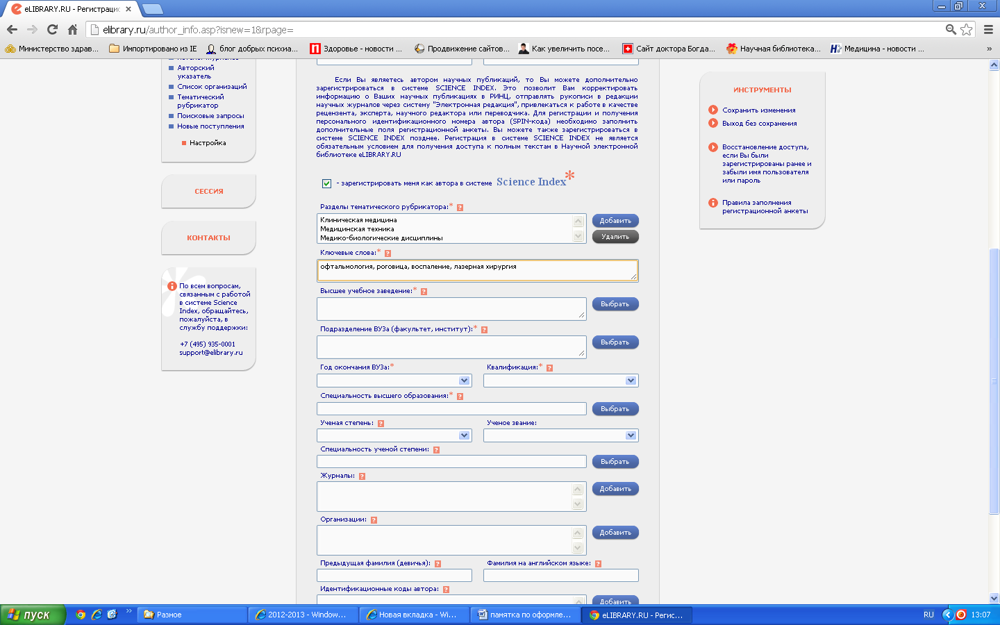 eLIBRARY.RU - Регистрацис
elibrary.ru/author_info.asp?isnew=1&rpage=
Министерство здрав...
Импортировано из IE
блог добрых психиа...
Здоровье - новости ...
Продвижение сайтов...
Как увеличить посе...
Сайт доктора Богда...
Научная библиотека...
Медицина - новости ...
»
Авторский
указатель
Список организаций
Тематический
рубрикатор
Поисковые запросы
Новые поступления
Настройка
СЕССИЯ
КОНТАКТЫ
По всем вопросам,
связанным с работой
в системе Science
Index, обращайтесь,
пожалуйста, в
службу поддержки:
+7 (495) 935-0001
support@elibrary.ru
Если Вы являетесь автором научных публикаций, то Вы можете дополнительно
зарегистрироваться в системе SCIENCE INDEX. Это позволит Вам корректировать
информацию о Ваших научных публикациях в РИНЦ, отправлять рукописи в редакции
научных журналов через систему "Электронная редакция", привлекаться к работе в качестве
рецензента, эксперта, научного редактора или переводчика. Для регистрации и получения
персонального идентификационного номера автора (SPIN-кода) необходимо заполнить
дополнительные поля регистрационной анкеты. Вы можете также зарегистрироваться в
системе SCIENCE INDEX позднее. Регистрация в системе SCIENCE INDEX не является
обязательным условием для получения доступа к полным текстам в Научной электронной
библиотеке eLIBRARY.RU
- зарегистрировать меня как автора в системе Science Index*
Разделы тематического рубрикатора:* ?
Клиническая медицина
Медицинская техника
Медико-биологические дисциплины
Добавить
Удалить
Ключевые слова:* ?
офтальмология, роговица, воспаление, лазерная хирургия
Высшее учебное заведение:* ?
Выбрать
Подразделение ВУЗа (факультет, институт):* ?
Выбрать
Год окончания ВУЗа:* Квалификация:* ?
Специальность высшего образования:* ?
Выбрать
Ученая степень: ? Ученое звание:
Специальность ученой степени: ?
Выбрать
Журналы: ?
Добавить
Организации: ?
Добавить
Предыдущая фамилия (девичья): ? Фамилия на английском языке: ?
Идентификационные коды автора: ?
Добавить
ИНСТРУМЕНТЫ
Сохранить изменения
Выход без сохранения
Восстановление доступа,
если Вы были
зарегистрированы ранее и
забыли имя пользователя
или пароль
Правила заполнения
регистрационной анкеты
пуск
»
Разное
2012-2013 - Window...
Новая вкладка - Wi...
памятка по оформле...
eLIBRARY.RU - Регис...
RU
13:07